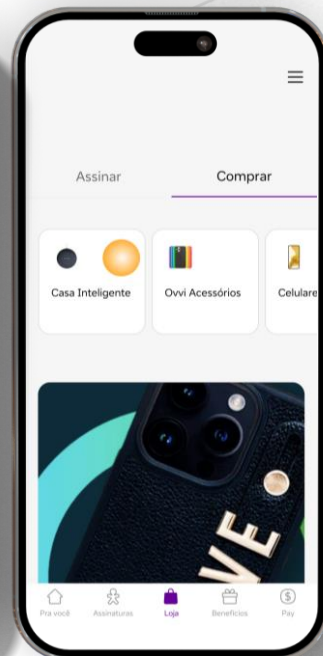 Assinar
Comprar
Casa Inteligente
Ovvi Acessórios
Celulare
VE
Pra você
Assinaturas
Loja
Benefícios
Pay